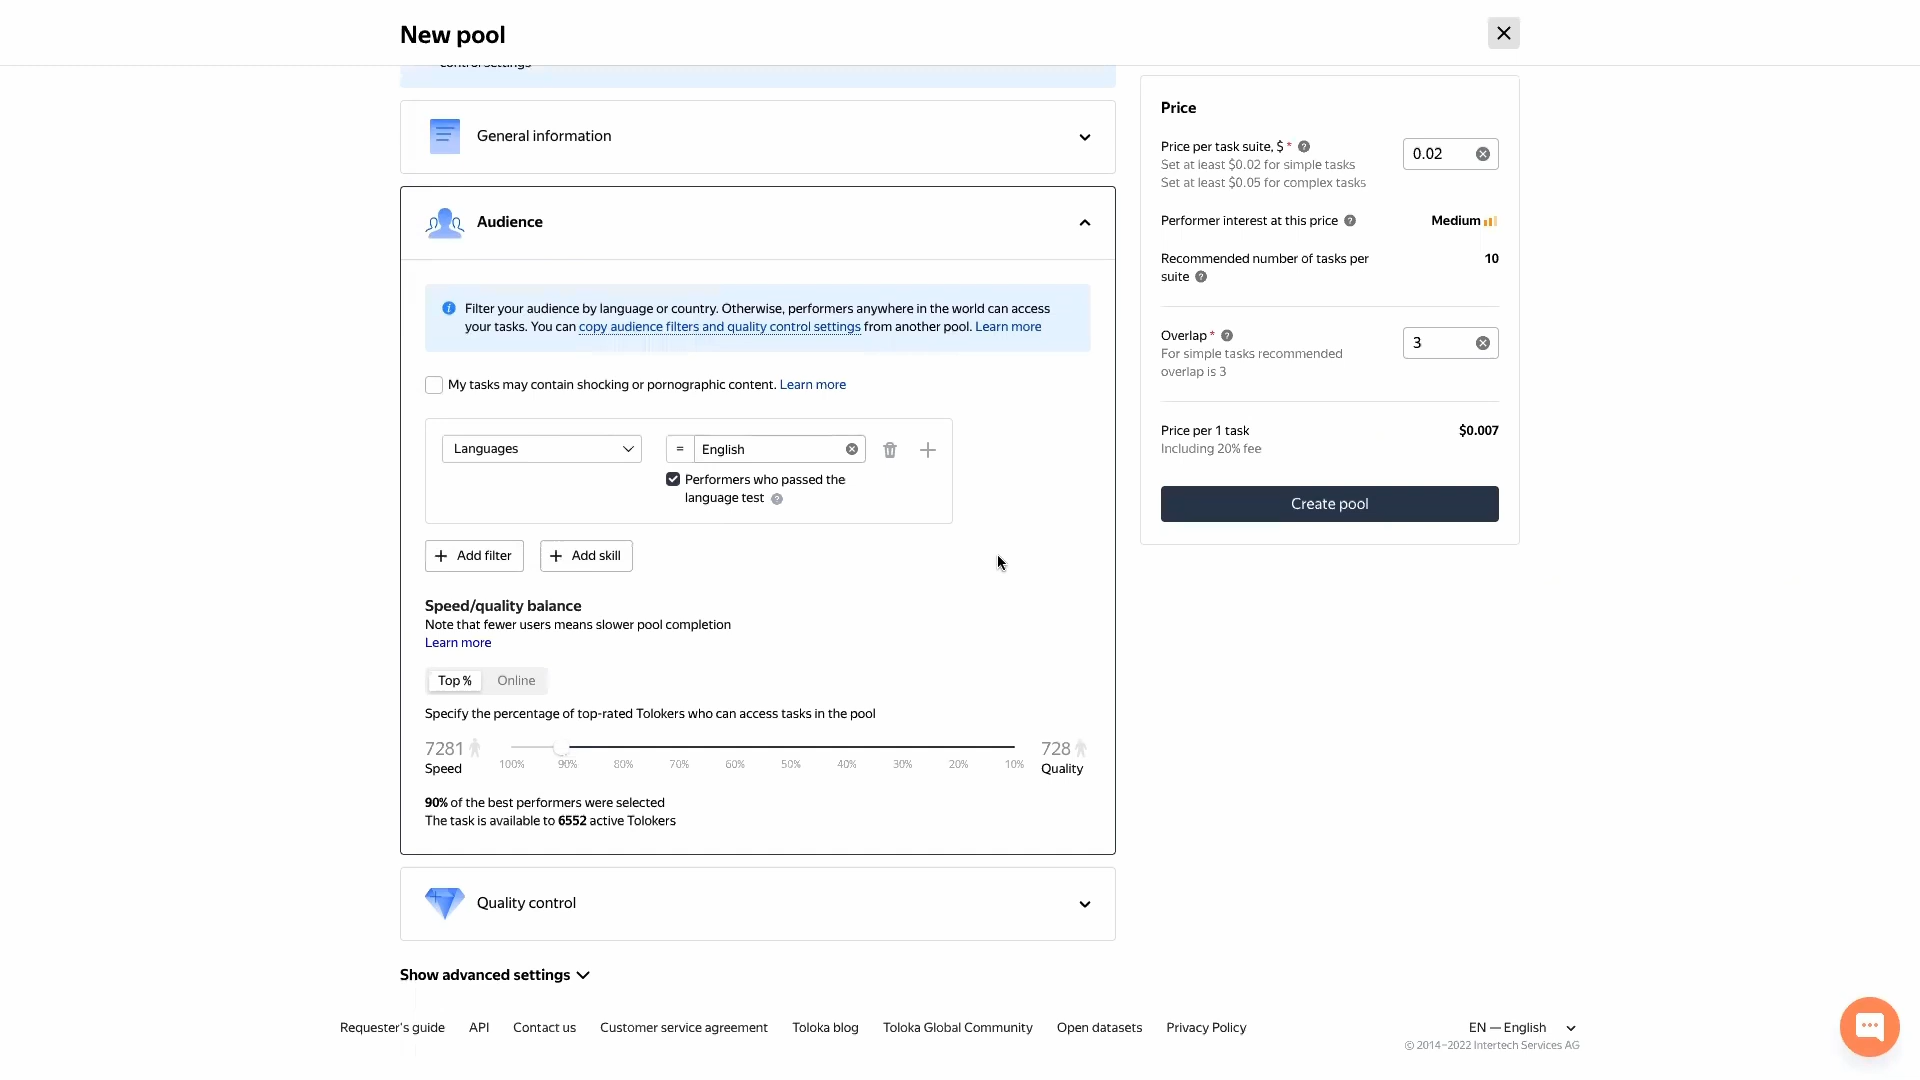 New pool
control settings
General information
Audience
Filter your audience by language or country. Otherwise, performers anywhere in the world can access
your tasks. You can copy audience filters and quality control settings from another pool. Learn more
My tasks may contain shocking or pornographic content. Learn more
Languages
=
English
Performers who passed the
language test
+ Add filter
+ Add skill
Speed/quality balance
Note that fewer users means slower pool completion
Learn more
Top %
Online
Specify the percentage of top-rated Tolokers who can access tasks in the pool
7281
Speed
100% 90% 80% 70% 60% 50% 40% 30% 20% 10%
728
Quality
90% of the best performers were selected
The task is available to 6552 active Tolokers
Quality control
Show advanced settings
Price
Price per task suite, $ *
Set at least $0.02 for simple tasks
Set at least $0.05 for complex tasks
0.02
Performer interest at this price
Medium
Recommended number of tasks per
suite
10
Overlap *
For simple tasks recommended
overlap is 3
3
Price per 1 task
Including 20% fee
$0.007
Create pool
Requester's guide API Contact us Customer service agreement Toloka blog Toloka Global Community Open datasets Privacy Policy
EN — English
© 2014–2022 Intertech Services AG